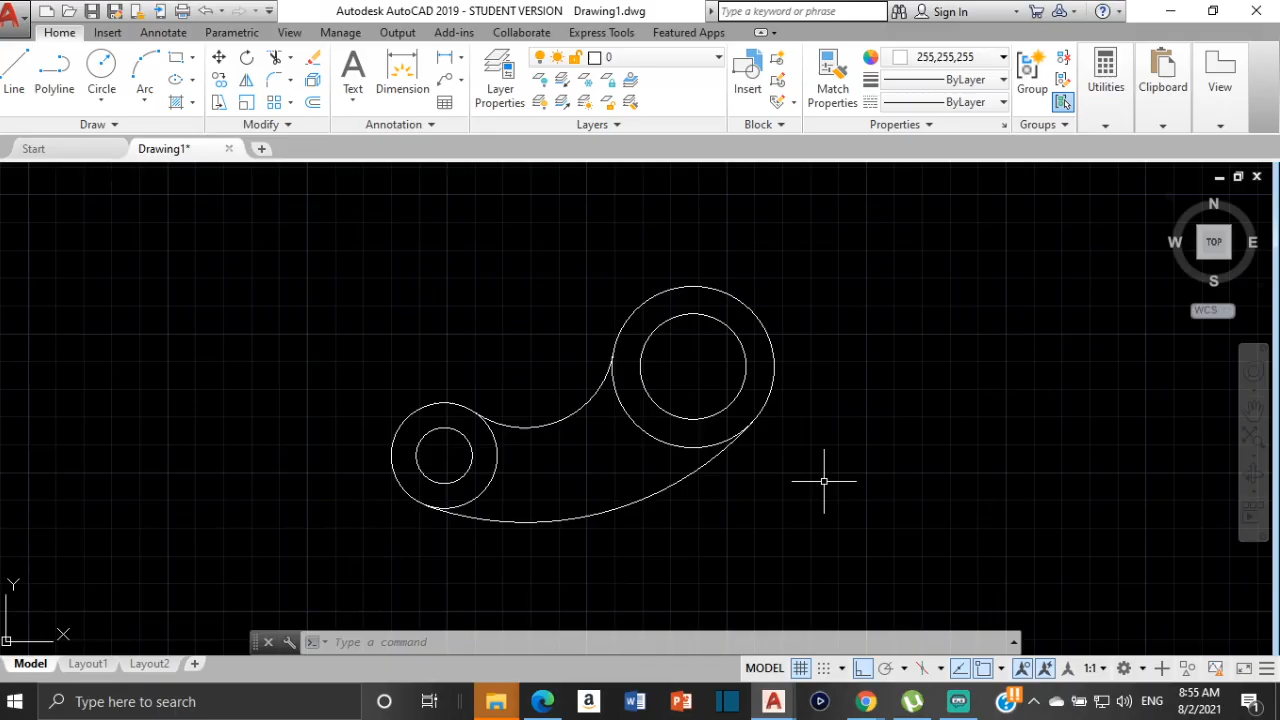 Autodesk AutoCAD 2019 - STUDENT VERSION Drawing1.dwg
Type a keyword or phrase
Sign In
Home Insert Annotate Parametric View Manage Output Add-ins Collaborate Express Tools Featured Apps
0
255,255,255
Line Polyline Circle Arc
Text Dimension
Layer Properties
Insert
Match Properties
ByLayer
ByLayer
Group
Utilities
Clipboard
View
Draw Modify Annotation Layers Block Properties Groups
Start Drawing1*
N
W TOP E
S
WCS
Y
X
Type a command
Model Layout1 Layout2
MODEL 1:1
Type here to search
ENG
8:55 AM
8/2/2021